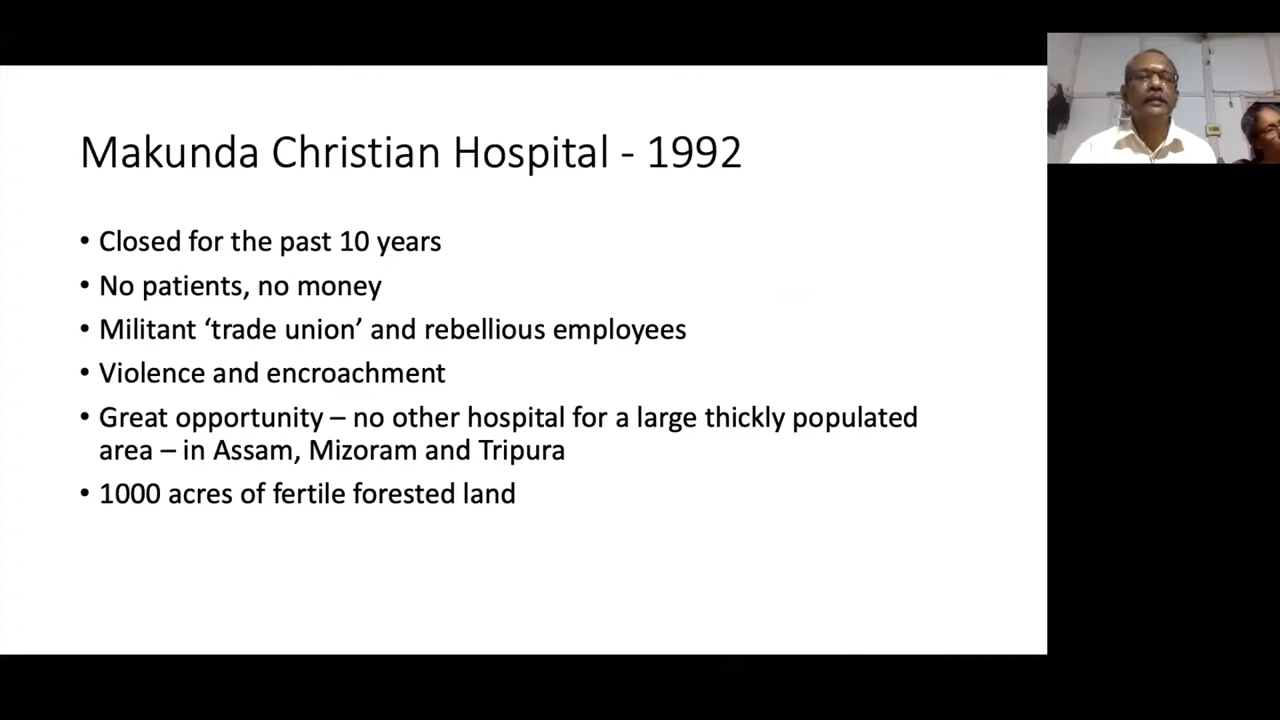 Makunda Christian Hospital - 1992
• Closed for the past 10 years
• No patients, no money
• Militant ‘trade union’ and rebellious employees
• Violence and encroachment
• Great opportunity – no other hospital for a large thickly populated
area – in Assam, Mizoram and Tripura
• 1000 acres of fertile forested land